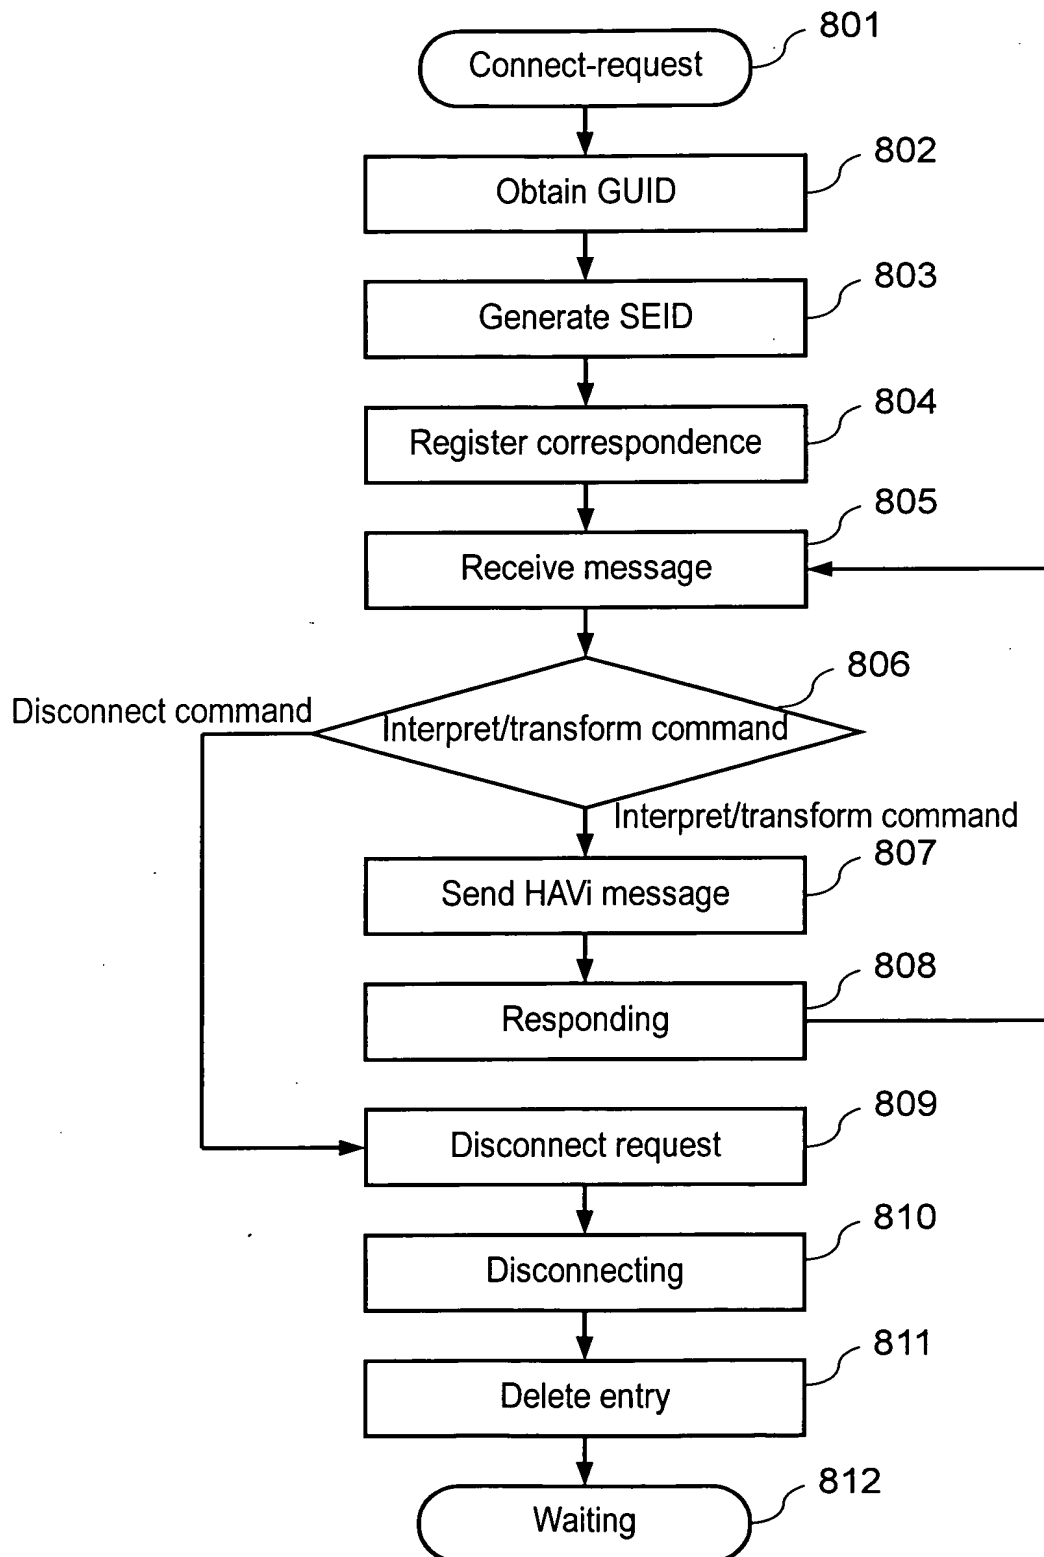 801
Connect-request
802
Obtain GUID
803
Generate SEID
804
Register correspondence
805
Receive message
806
Disconnect command
Interpret/transform command
Interpret/transform command
807
Send HAVi message
808
Responding
809
Disconnect request
810
Disconnecting
811
Delete entry
812
Waiting